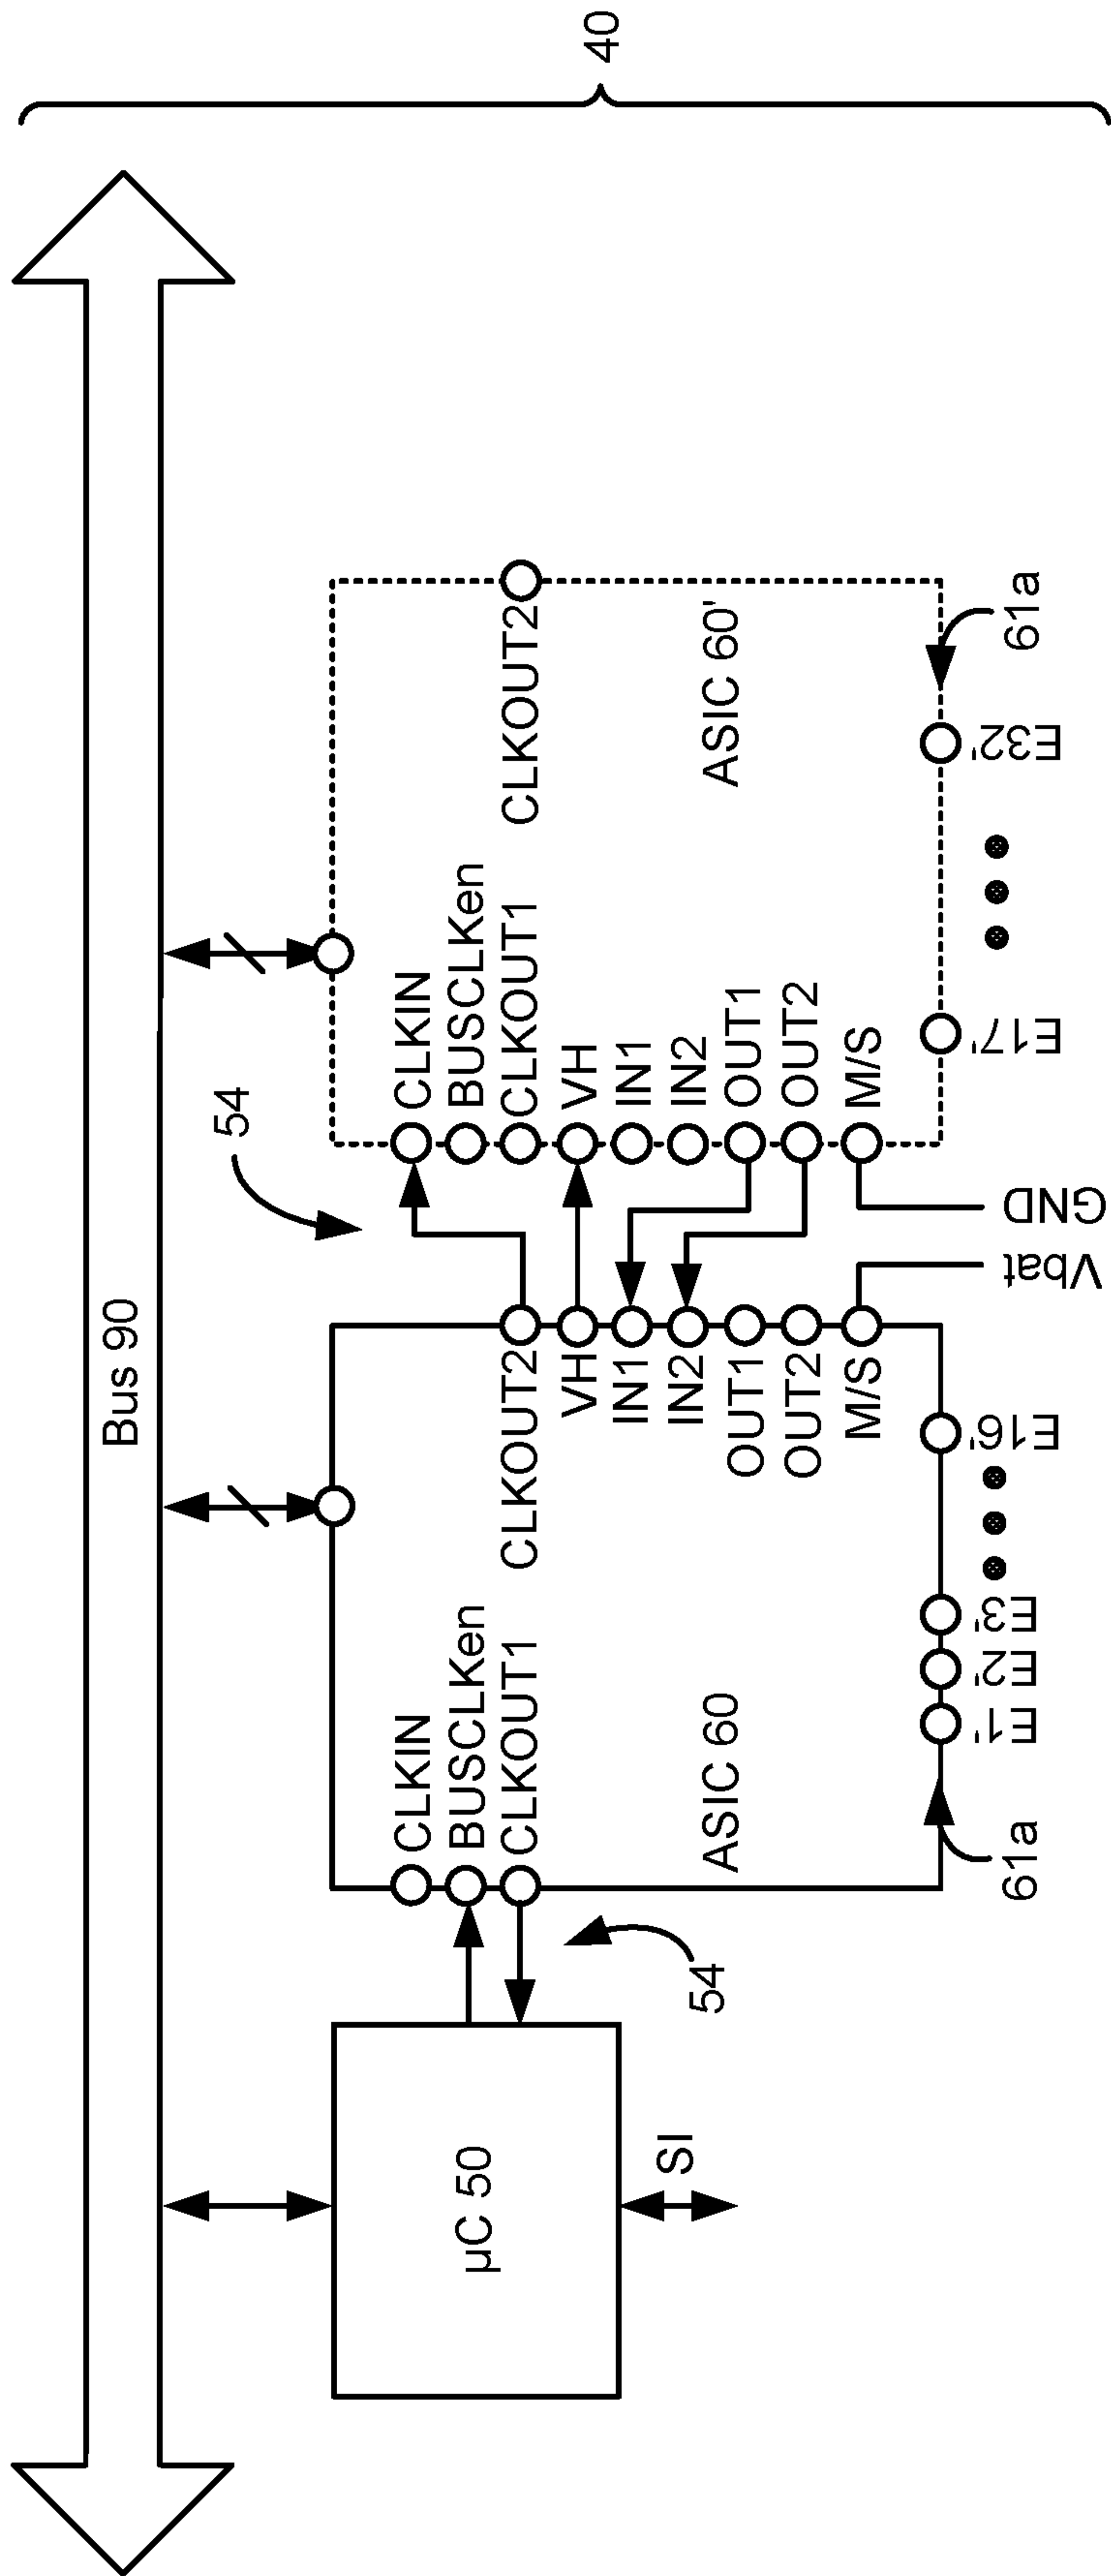 Bus 90
40
54
µC 50
SI
54
CLKIN
BUSCLKen
CLKOUT1
CLKOUT2
VH
IN1
IN2
OUT1
OUT2
M/S
ASIC 60
61a
E1'
E2'
E3'
E16'
Vbat
GND
CLKIN
BUSCLKen
CLKOUT1
CLKOUT2
VH
IN1
IN2
OUT1
OUT2
M/S
ASIC 60'
E17'
E32'
61a